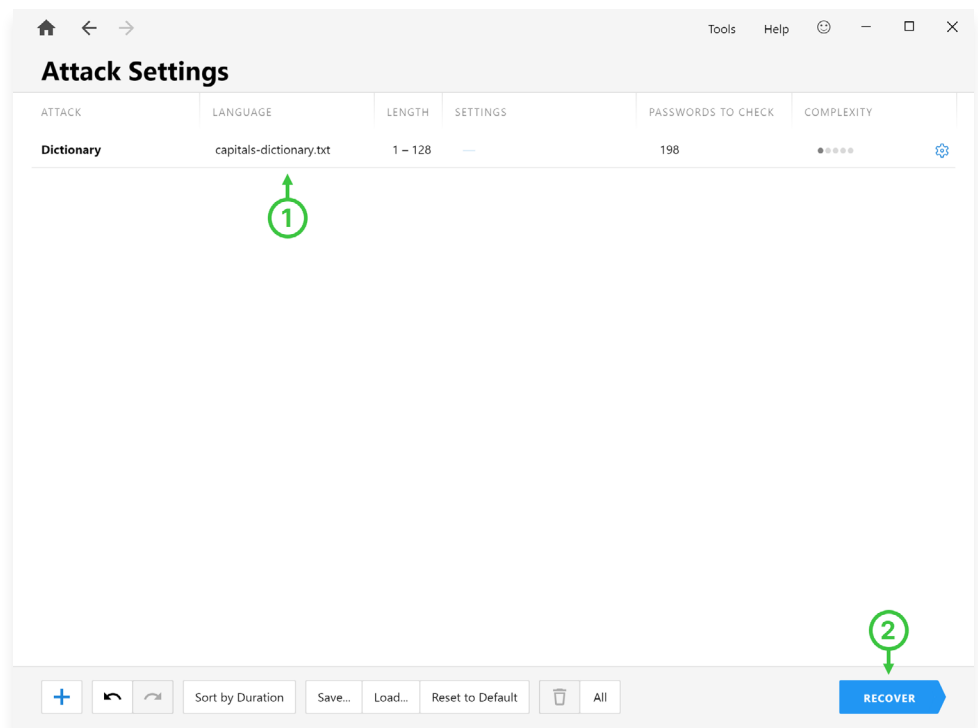 Tools Help
Attack Settings
ATTACK LANGUAGE LENGTH SETTINGS PASSWORDS TO CHECK COMPLEXITY
Dictionary capitals-dictionary.txt 1 – 128 — 198
1
2
Sort by Duration Save... Load... Reset to Default All RECOVER